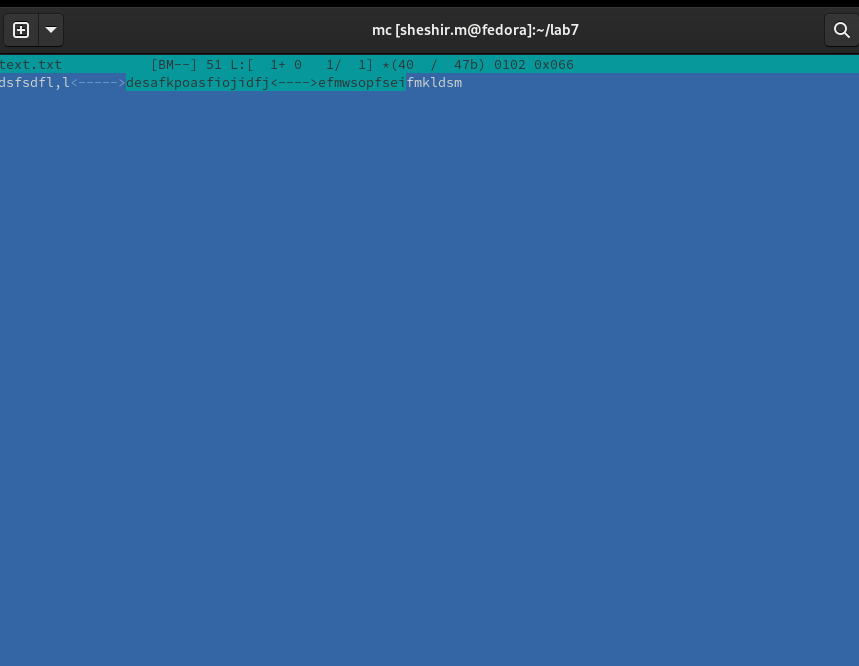 mc [sheshir.m@fedora]:~/lab7
text.txt           [BM--] 51 L:[  1+ 0   1/  1] *(40  /  47b) 0102 0x066
dsfsdfl,l<----->desafkpoasfiojidfj<---->efmwsopfseifmkldsm